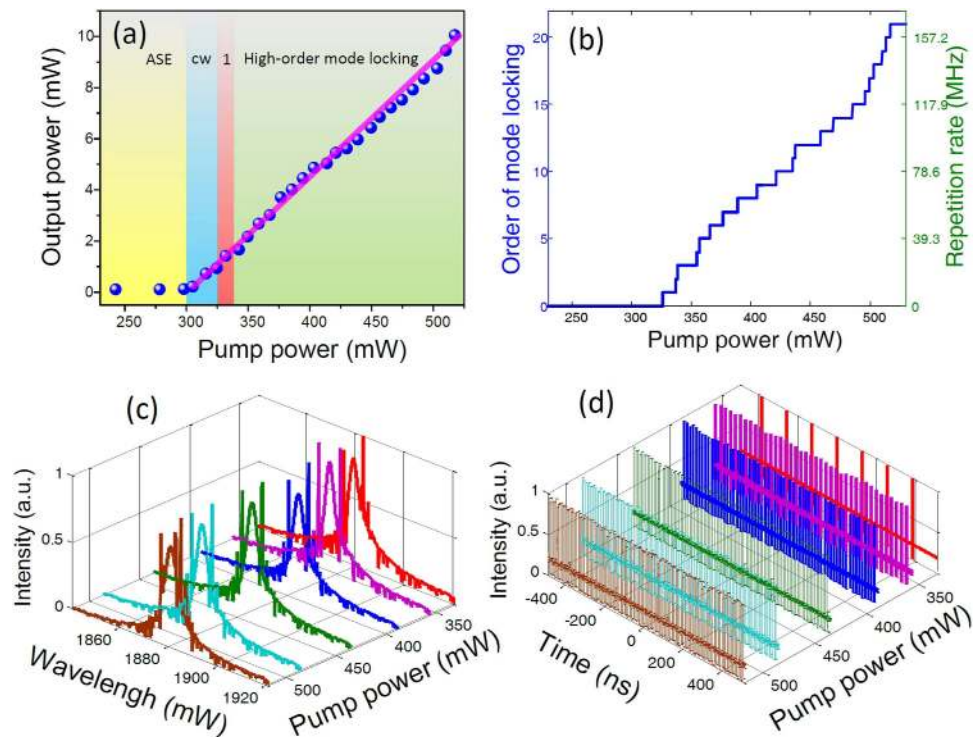 (a)
ASE cw 1 High-order mode locking
Output power (mW)
10
8
6
4
2
0
250 300 350 400 450 500
Pump power (mW)
(b)
Order of mode locking
20
15
10
5
0
Repetition rate (MHz)
157.2
117.9
78.6
39.3
0
250 300 350 400 450 500
Pump power (mW)
(c)
Intensity (a.u.)
1
0.5
0
1860
1880
1900
1920
Wavelengh (mW)
500
450
400
350
Pump power (mW)
(d)
Intensity (a.u.)
1
0.5
0
-400
-200
0
200
400
Time (ns)
500
450
400
350
Pump power (mW)